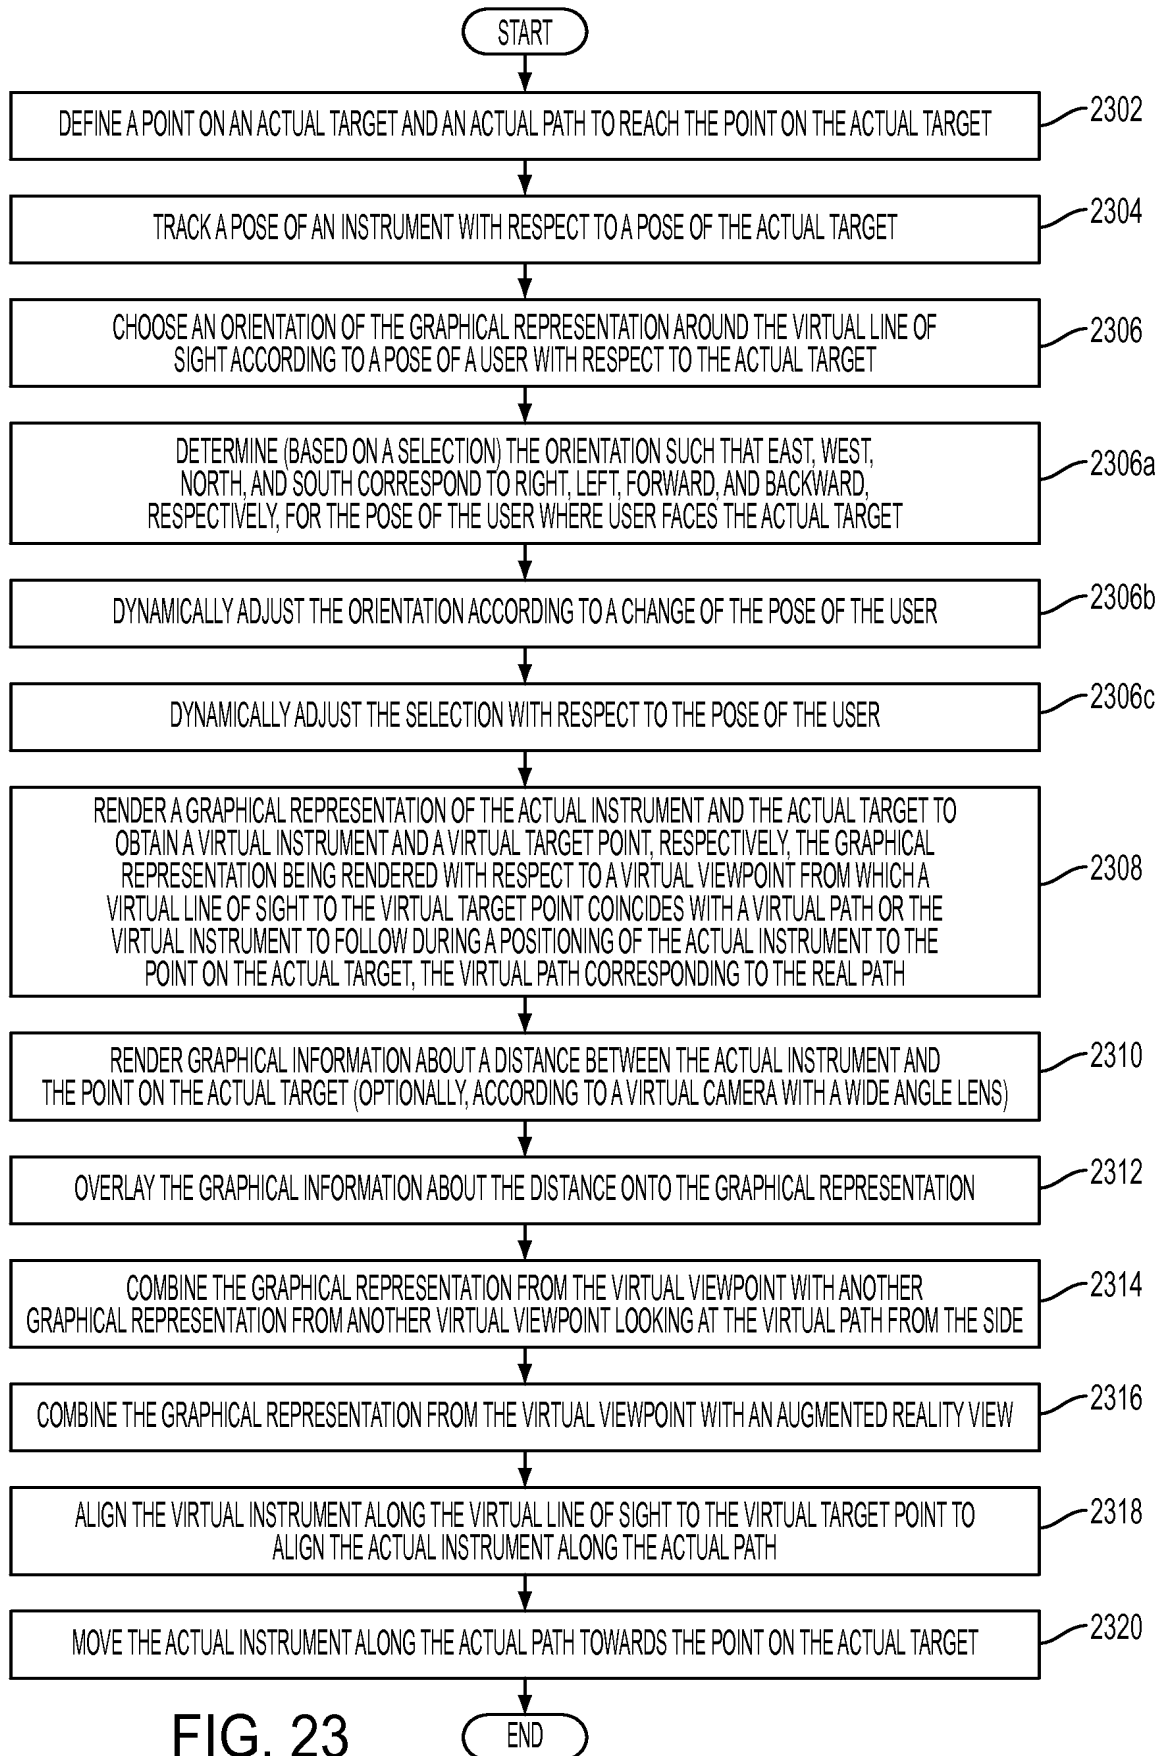 START
DEFINE A POINT ON AN ACTUAL TARGET AND AN ACTUAL PATH TO REACH THE POINT ON THE ACTUAL TARGET
2302
TRACK A POSE OF AN INSTRUMENT WITH RESPECT TO A POSE OF THE ACTUAL TARGET
2304
CHOOSE AN ORIENTATION OF THE GRAPHICAL REPRESENTATION AROUND THE VIRTUAL LINE OF
SIGHT ACCORDING TO A POSE OF A USER WITH RESPECT TO THE ACTUAL TARGET
2306
DETERMINE (BASED ON A SELECTION) THE ORIENTATION SUCH THAT EAST, WEST,
NORTH, AND SOUTH CORRESPOND TO RIGHT, LEFT, FORWARD, AND BACKWARD,
RESPECTIVELY, FOR THE POSE OF THE USER WHERE USER FACES THE ACTUAL TARGET
2306a
DYNAMICALLY ADJUST THE ORIENTATION ACCORDING TO A CHANGE OF THE POSE OF THE USER
2306b
DYNAMICALLY ADJUST THE SELECTION WITH RESPECT TO THE POSE OF THE USER
2306c
RENDER A GRAPHICAL REPRESENTATION OF THE ACTUAL INSTRUMENT AND THE ACTUAL TARGET TO
OBTAIN A VIRTUAL INSTRUMENT AND A VIRTUAL TARGET POINT, RESPECTIVELY, THE GRAPHICAL
REPRESENTATION BEING RENDERED WITH RESPECT TO A VIRTUAL VIEWPOINT FROM WHICH A
VIRTUAL LINE OF SIGHT TO THE VIRTUAL TARGET POINT COINCIDES WITH A VIRTUAL PATH OR THE
VIRTUAL INSTRUMENT TO FOLLOW DURING A POSITIONING OF THE ACTUAL INSTRUMENT TO THE
POINT ON THE ACTUAL TARGET, THE VIRTUAL PATH CORRESPONDING TO THE REAL PATH
2308
RENDER GRAPHICAL INFORMATION ABOUT A DISTANCE BETWEEN THE ACTUAL INSTRUMENT AND
THE POINT ON THE ACTUAL TARGET (OPTIONALLY, ACCORDING TO A VIRTUAL CAMERA WITH A WIDE ANGLE LENS)
2310
OVERLAY THE GRAPHICAL INFORMATION ABOUT THE DISTANCE ONTO THE GRAPHICAL REPRESENTATION
2312
COMBINE THE GRAPHICAL REPRESENTATION FROM THE VIRTUAL VIEWPOINT WITH ANOTHER
GRAPHICAL REPRESENTATION FROM ANOTHER VIRTUAL VIEWPOINT LOOKING AT THE VIRTUAL PATH FROM THE SIDE
2314
COMBINE THE GRAPHICAL REPRESENTATION FROM THE VIRTUAL VIEWPOINT WITH AN AUGMENTED REALITY VIEW
2316
ALIGN THE VIRTUAL INSTRUMENT ALONG THE VIRTUAL LINE OF SIGHT TO THE VIRTUAL TARGET POINT TO
ALIGN THE ACTUAL INSTRUMENT ALONG THE ACTUAL PATH
2318
MOVE THE ACTUAL INSTRUMENT ALONG THE ACTUAL PATH TOWARDS THE POINT ON THE ACTUAL TARGET
2320
FIG. 23
END